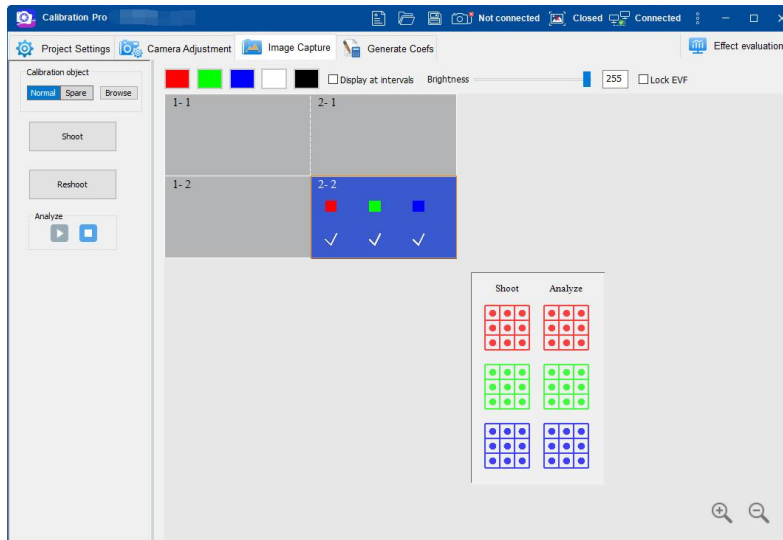 Calibration Pro
Not connected
Closed
Connected
Project Settings
Camera Adjustment
Image Capture
Generate Coefs
Effect evaluation
Calibration object
Normal Spare Browse
Display at intervals Brightness 255 Lock EVF
1- 1 2- 1
Shoot
Reshoot
1- 2 2- 2
Analyze
Shoot Analyze